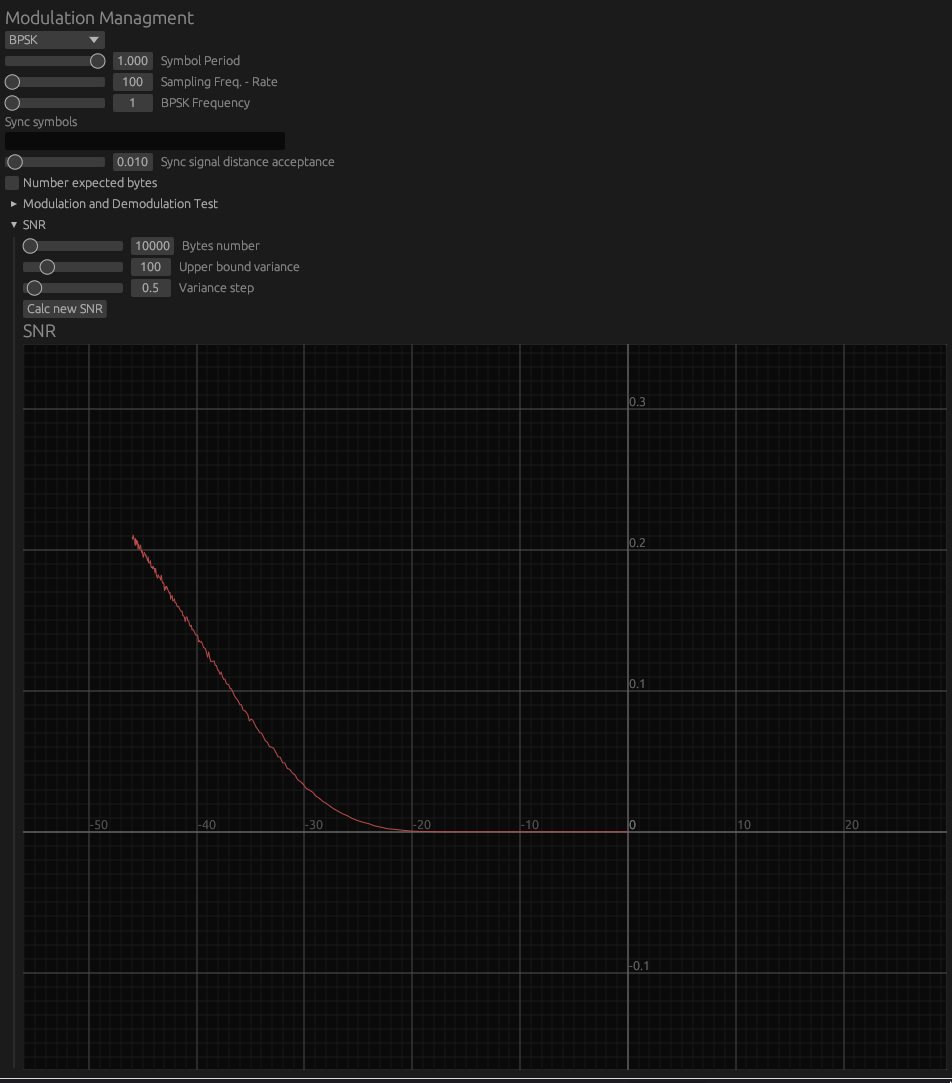 Modulation Managment
BPSK
1.000 Symbol Period
100 Sampling Freq. - Rate
1 BPSK Frequency
Sync symbols
0.010 Sync signal distance acceptance
Number expected bytes
Modulation and Demodulation Test
SNR
10000 Bytes number
100 Upper bound variance
0.5 Variance step
Calc new SNR
SNR
0.3
0.2
0.1
-50 -40 -30 -20 -10 0 10 20
-0.1